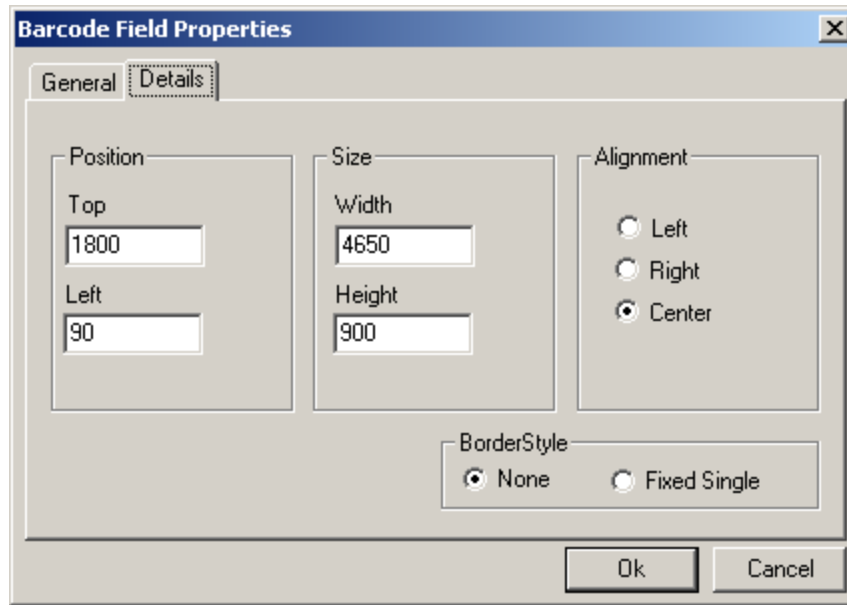 Barcode Field Properties
General Details
Position Size Alignment
Top Width
1800 4650
Left
Left Height
Right
90 900
Center
BorderStyle
None Fixed Single
Ok Cancel